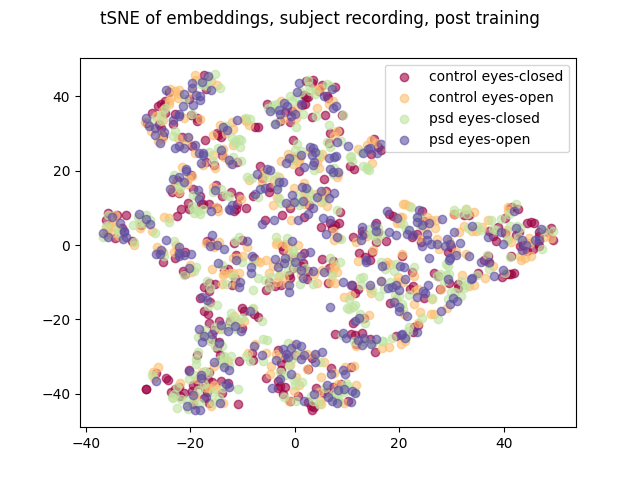 tSNE of embeddings, subject recording, post training
control eyes-closed
control eyes-open
psd eyes-closed
psd eyes-open
40
20
0
−20
−40
−40
−20
0
20
40